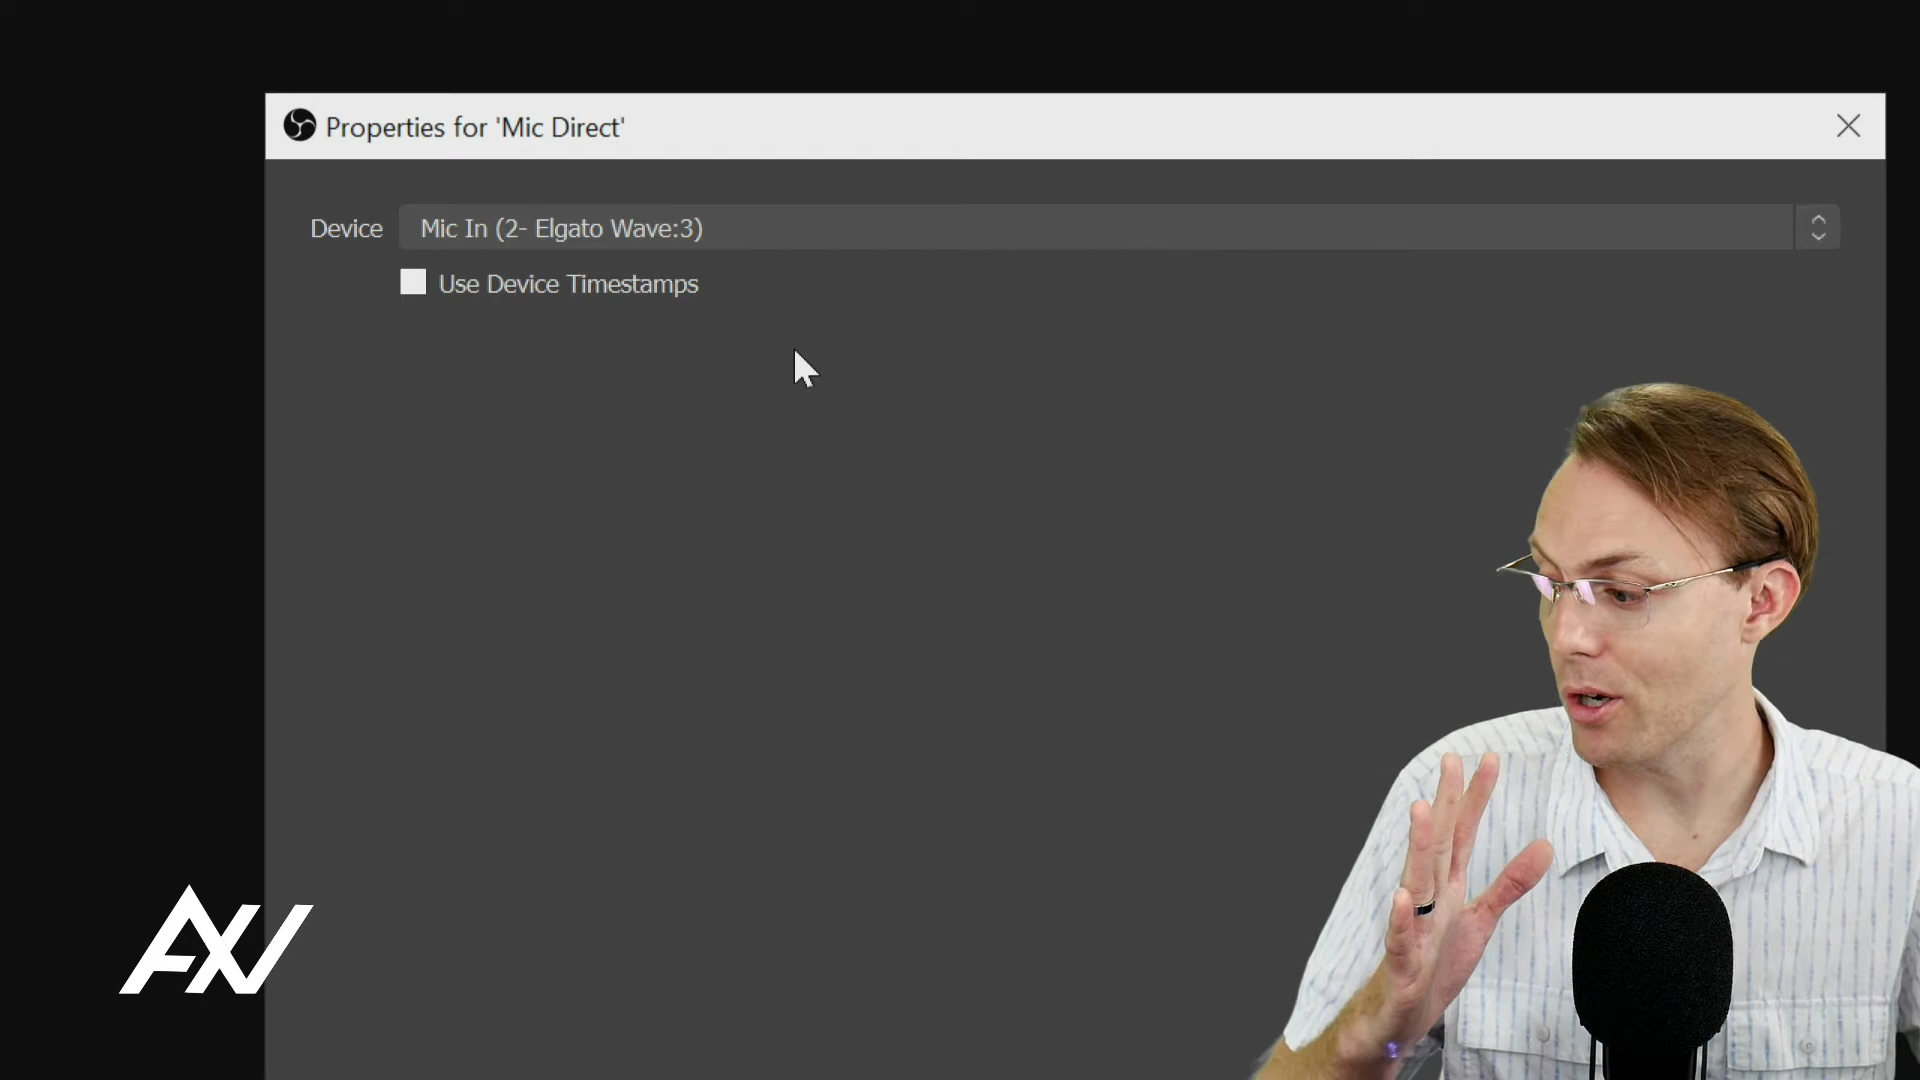 Properties for 'Mic Direct'
Device Mic In (2- Elgato Wave:3)
Use Device Timestamps